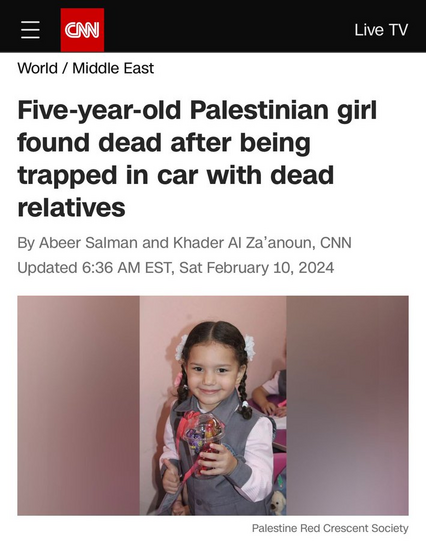 CNN
Live TV
World / Middle East
Five-year-old Palestinian girl
found dead after being
trapped in car with dead
relatives
By Abeer Salman and Khader Al Za’anoun, CNN
Updated 6:36 AM EST, Sat February 10, 2024
Palestine Red Crescent Society